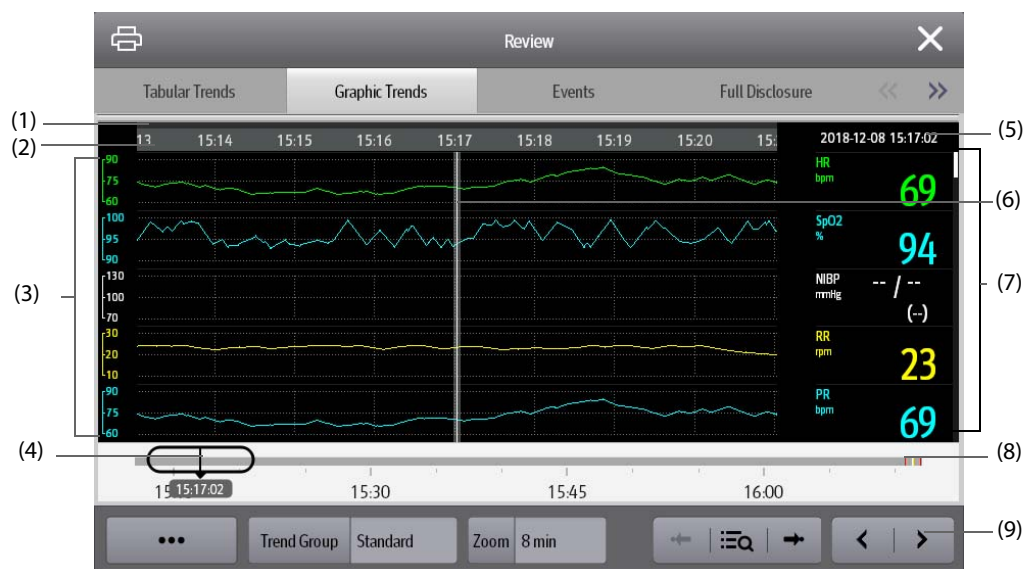 Review
Tabular Trends Graphic Trends Events Full Disclosure
(1)
(2)
(3)
(4)
(5)
(6)
(7)
(8)
(9)
13 15:14 15:15 15:16 15:17 15:18 15:19 15:20 15:
2018-12-08 15:17:02
90
75
60
HR
bpm
69
100
95
90
SpO2
%
94
130
100
70
NIBP
mmHg
-- / --
(--)
30
20
10
RR
rpm
23
90
75
60
PR
bpm
69
15:17:02
15:30 15:45 16:00
Trend Group Standard Zoom 8 min